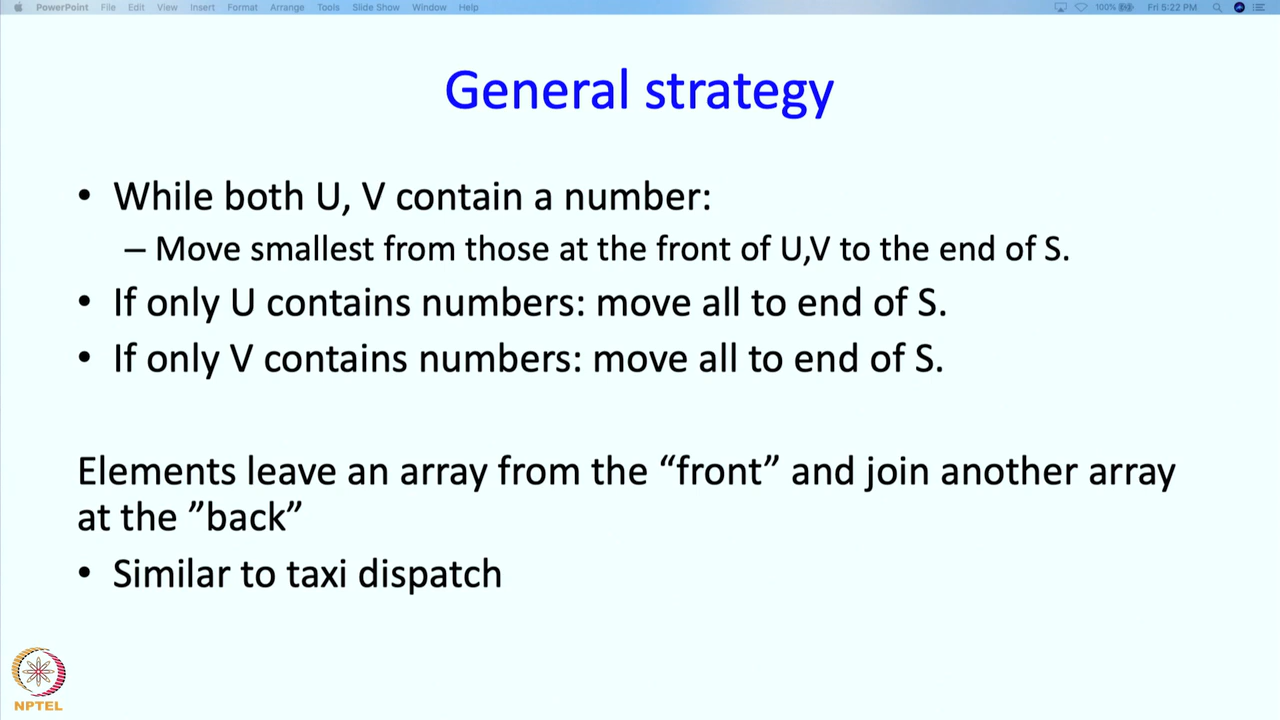 PowerPoint File Edit View Insert Format Arrange Tools Slide Show Window Help 100% Fri 5:22 PM
General strategy
• While both U, V contain a number:
– Move smallest from those at the front of U,V to the end of S.
• If only U contains numbers: move all to end of S.
• If only V contains numbers: move all to end of S.
Elements leave an array from the “front” and join another array
at the ”back”
• Similar to taxi dispatch
NPTEL